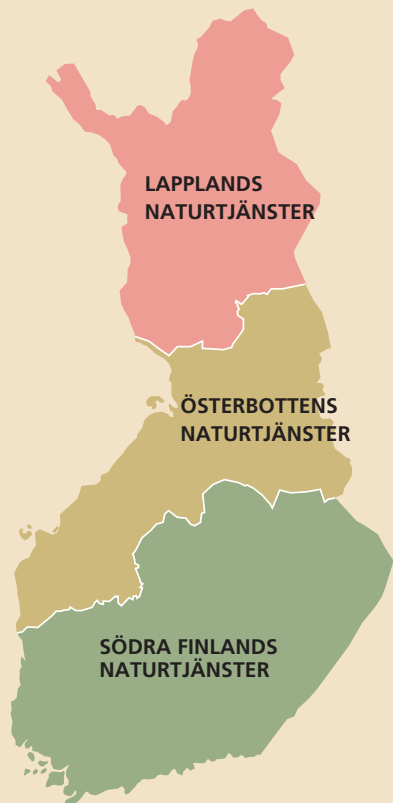 LAPPLANDS
NATURTJÄNSTER
ÖSTERBOTTENS
NATURTJÄNSTER
SÖDRA FINLANDS
NATURTJÄNSTER